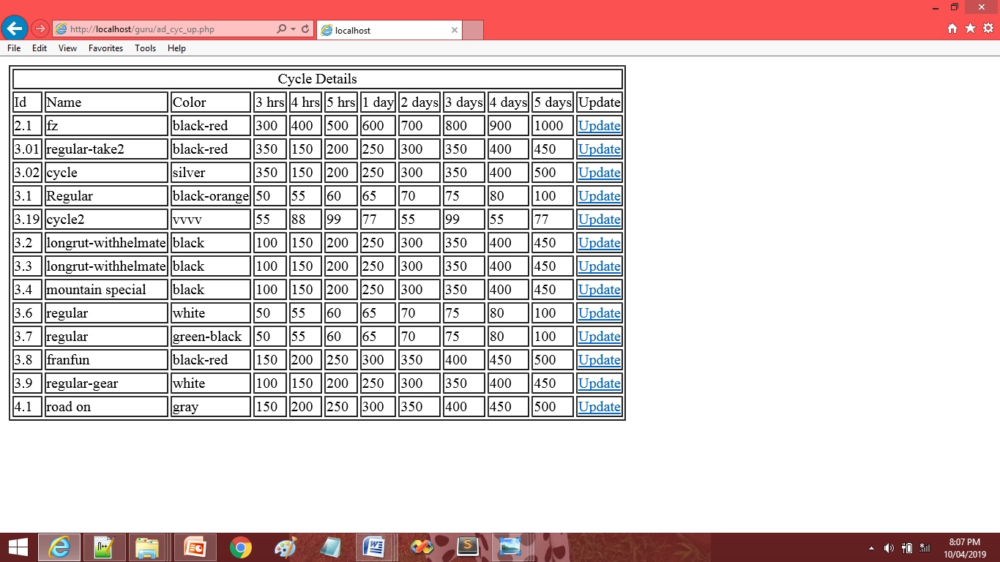 http://localhost/guru/ad_cyc_up.php localhost
File Edit View Favorites Tools Help
Cycle Details
Id Name Color 3 hrs 4 hrs 5 hrs 1 day 2 days 3 days 4 days 5 days Update
2.1 fz black-red 300 400 500 600 700 800 900 1000 Update
3.01 regular-take2 black-red 350 150 200 250 300 350 400 450 Update
3.02 cycle silver 350 150 200 250 300 350 400 500 Update
3.1 Regular black-orange 50 55 60 65 70 75 80 100 Update
3.19 cycle2 vvvv 55 88 99 77 55 99 55 77 Update
3.2 longrut-withhelmate black 100 150 200 250 300 350 400 450 Update
3.3 longrut-withhelmate black 100 150 200 250 300 350 400 450 Update
3.4 mountain special black 100 150 200 250 300 350 400 450 Update
3.6 regular white 50 55 60 65 70 75 80 100 Update
3.7 regular green-black 50 55 60 65 70 75 80 100 Update
3.8 franfun black-red 150 200 250 300 350 400 450 500 Update
3.9 regular-gear white 100 150 200 250 300 350 400 450 Update
4.1 road on gray 150 200 250 300 350 400 450 500 Update
8:07 PM
10/04/2019